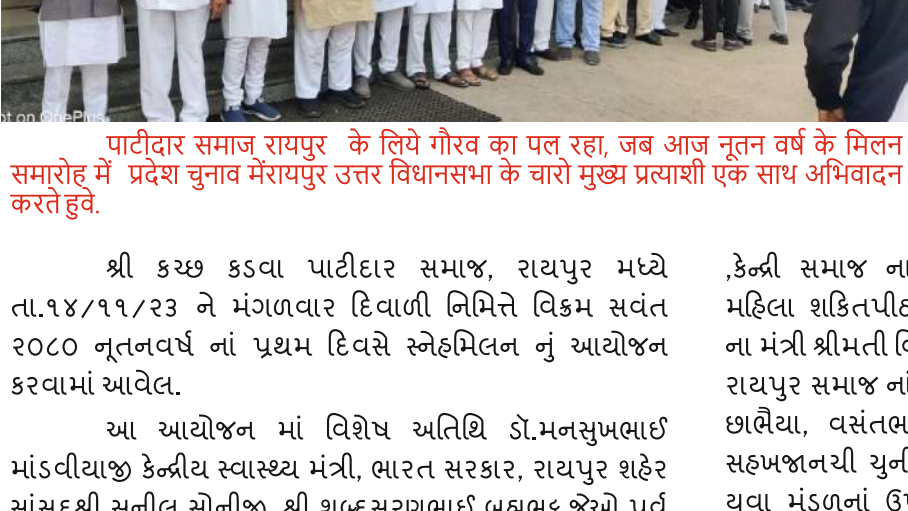 ot on OnePlus
पाटीदार समाज रायपुर के लिये गौरव का पल रहा, जब आज नूतन वर्ष के मिलन
समारोह में प्रदेश चुनाव मेंरायपुर उत्तर विधानसभा के चारो मुख्य प्रत्याशी एक साथ अभिवादन
करते हुवे.
શ્રી કચ્છ કડવા પાટીદાર સમાજ, રાયપુર મધ્યે
તા.૧૪/૧૧/૨૩ ને મંગળવાર દિવાળી નિમિત્તે વિક્રમ સવંત
૨૦૮૦ નૂતનવર્ષ નાં પ્રથમ દિવસે સ્નેહમિલન નું આયોજન
કરવામાં આવેલ.
આ આયોજન માં વિશેષ અતિથિ ડૉ.મનસુખભાઈ
માંડવીયાજી કેન્દ્રીય સ્વાસ્થ્ય મંત્રી, ભારત સરકાર, રાયપુર શહેર
સાંસદશ્રી સુનીલ સોનીજી, શ્રી
,કેન્દ્રી સમાજ ના
મહિલા શકિતપીઠ
ના મંત્રી શ્રીમતી વિ
રાયપુર સમાજ નાં
છાભૈયા, વસંતભા
સહખજાનચી ચુની
યુવા મંડળનાં ઉપ